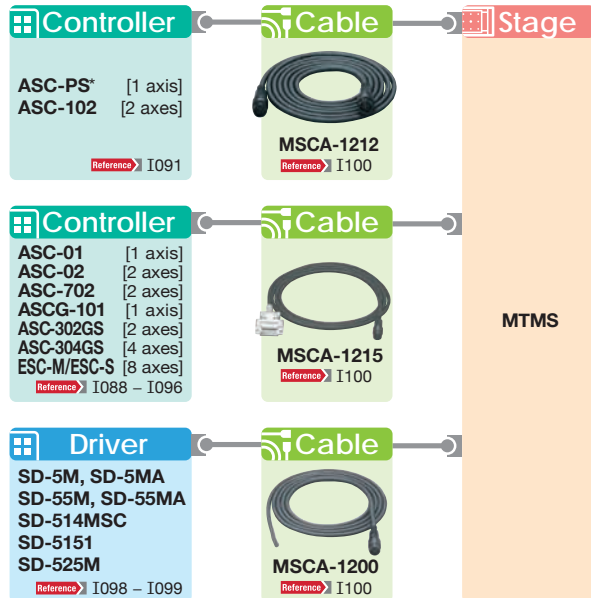 Controller
Cable
Stage
ASC-PS* [1 axis]
ASC-102 [2 axes]
Reference I091
MSCA-1212
Reference I100
Controller
Cable
ASC-01 [1 axis]
ASC-02 [2 axes]
ASC-702 [2 axes]
ASCG-101 [1 axis]
ASC-302GS [2 axes]
ASC-304GS [4 axes]
ESC-M/ESC-S [8 axes]
Reference I088 – I096
MSCA-1215
Reference I100
MTMS
Driver
Cable
SD-5M, SD-5MA
SD-55M, SD-55MA
SD-514MSC
SD-5151
SD-525M
Reference I098 – I099
MSCA-1200
Reference I100